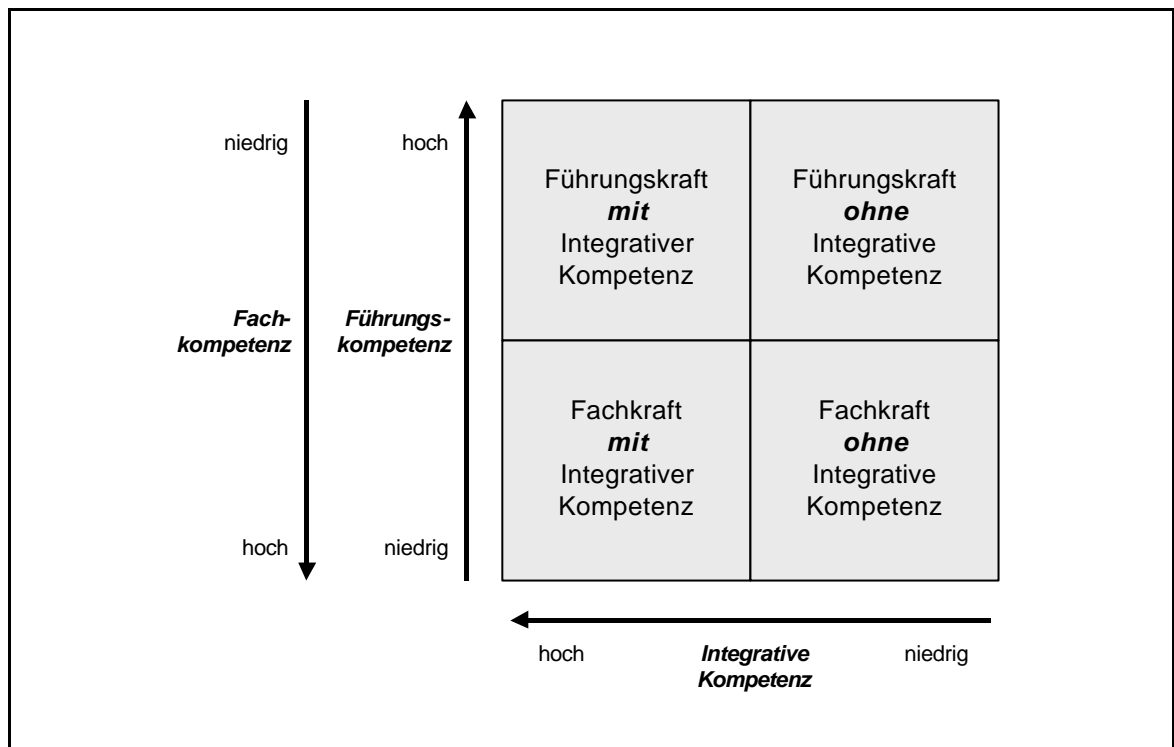 niedrig
hoch
Führungskraft
mit
Integrativer
Kompetenz
Führungskraft
ohne
Integrative
Kompetenz
Fach-
kompetenz
Führungs-
kompetenz
Fachkraft
mit
Integrativer
Kompetenz
Fachkraft
ohne
Integrative
Kompetenz
hoch
niedrig
hoch
Integrative
Kompetenz
niedrig